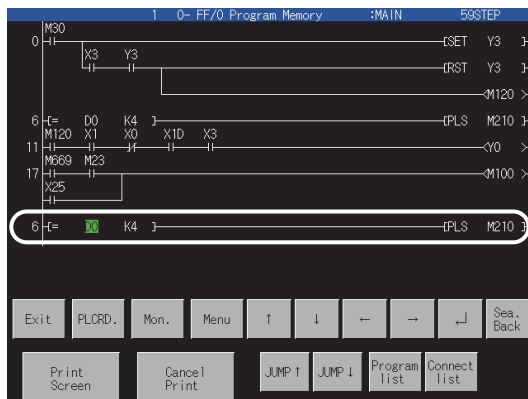 1 0- FF/0 Program Memory :MAIN 59STEP
M30
0 [SET Y3 ]
X3 Y3
[RST Y3 ]
<M120 >
6 [= D0 K4 ] [PLS M210 ]
M120 X1 X0 X1D X3
11 <Y0 >
M669 M23
17 <M100 >
X25
6 [= D0 K4 ] [PLS M210 ]
Exit PLCRD. Mon. Menu ↑ ↓ ← → ↵ Sea. Back
Print Screen Cancel Print JUMP↑ JUMP↓ Program list Connect list